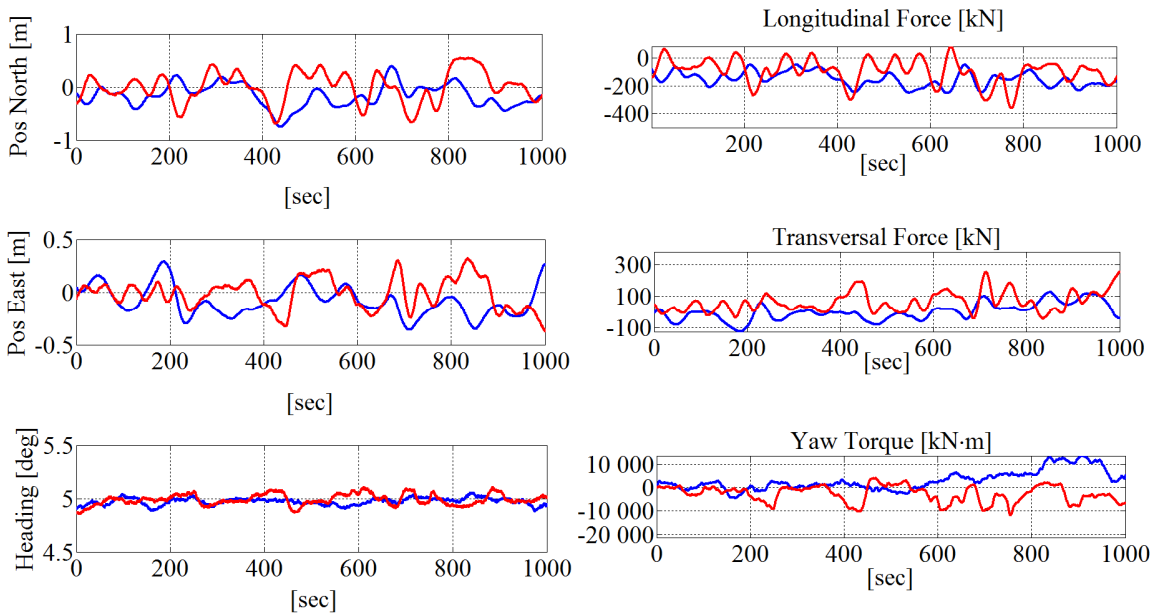 Pos North [m]
1
0
-1
0 200 400 600 800 1000
[sec]
Longitudinal Force [kN]
0
-200
-400
200 400 600 800 1000
[sec]
Pos East [m]
0.5
0
-0.5
0 200 400 600 800 1000
[sec]
Transversal Force [kN]
300
100
-100
0 200 400 600 800 1000
[sec]
Heading [deg]
5.5
5
4.5
0 200 400 600 800 1000
[sec]
Yaw Torque [kN·m]
10 000
0
-10 000
-20 000
0 200 400 600 800 1000
[sec]